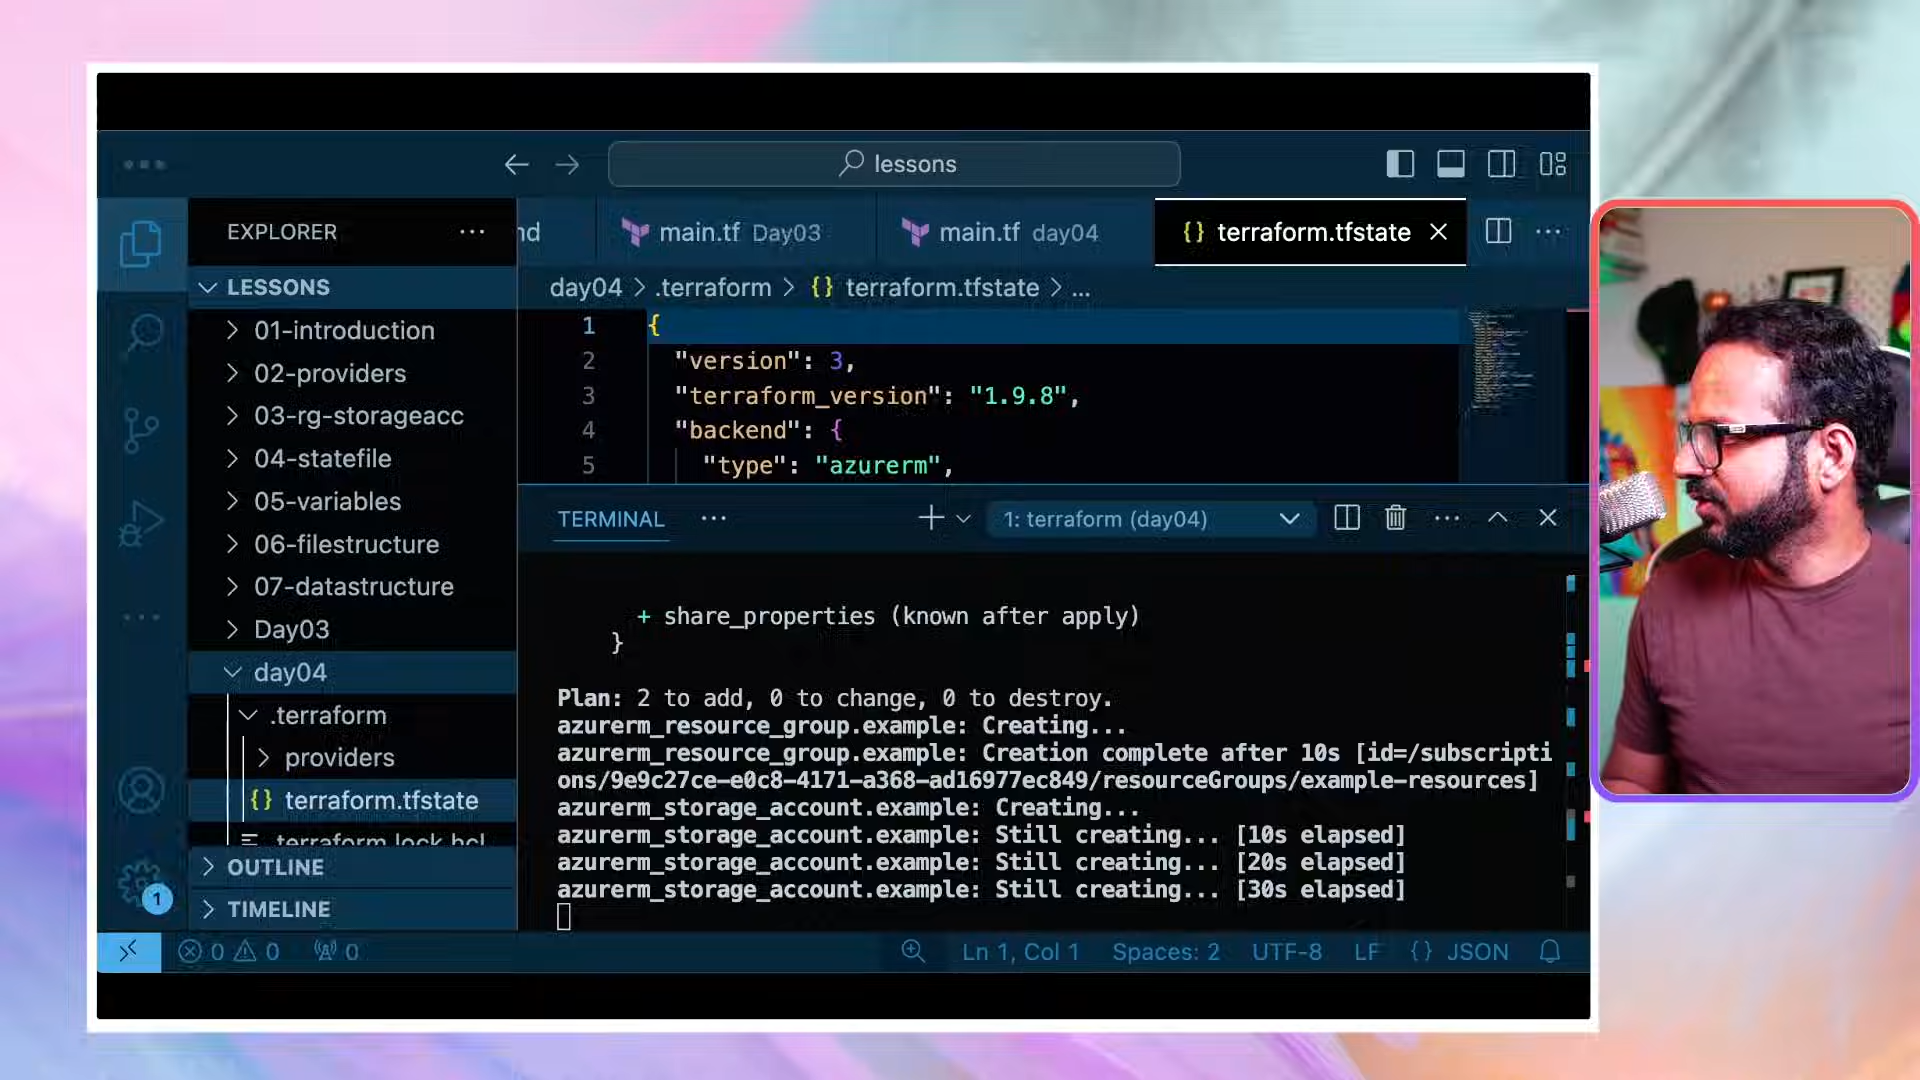 lessons
EXPLORER
nd
main.tf Day03
main.tf day04
{} terraform.tfstate
LESSONS
day04 > .terraform > {} terraform.tfstate > ...
01-introduction
02-providers
03-rg-storageacc
04-statefile
05-variables
06-filestructure
07-datastructure
Day03
day04
.terraform
providers
{} terraform.tfstate
.terraform.lock.hcl
OUTLINE
TIMELINE
1 {
2 "version": 3,
3 "terraform_version": "1.9.8",
4 "backend": {
5 "type": "azurerm",
TERMINAL
1: terraform (day04)
+ share_properties (known after apply)
}
Plan: 2 to add, 0 to change, 0 to destroy.
azurerm_resource_group.example: Creating...
azurerm_resource_group.example: Creation complete after 10s [id=/subscripti
ons/9e9c27ce-e0c8-4171-a368-ad16977ec849/resourceGroups/example-resources]
azurerm_storage_account.example: Creating...
azurerm_storage_account.example: Still creating... [10s elapsed]
azurerm_storage_account.example: Still creating... [20s elapsed]
azurerm_storage_account.example: Still creating... [30s elapsed]
1
0 0 0
Ln 1, Col 1 Spaces: 2 UTF-8 LF {} JSON